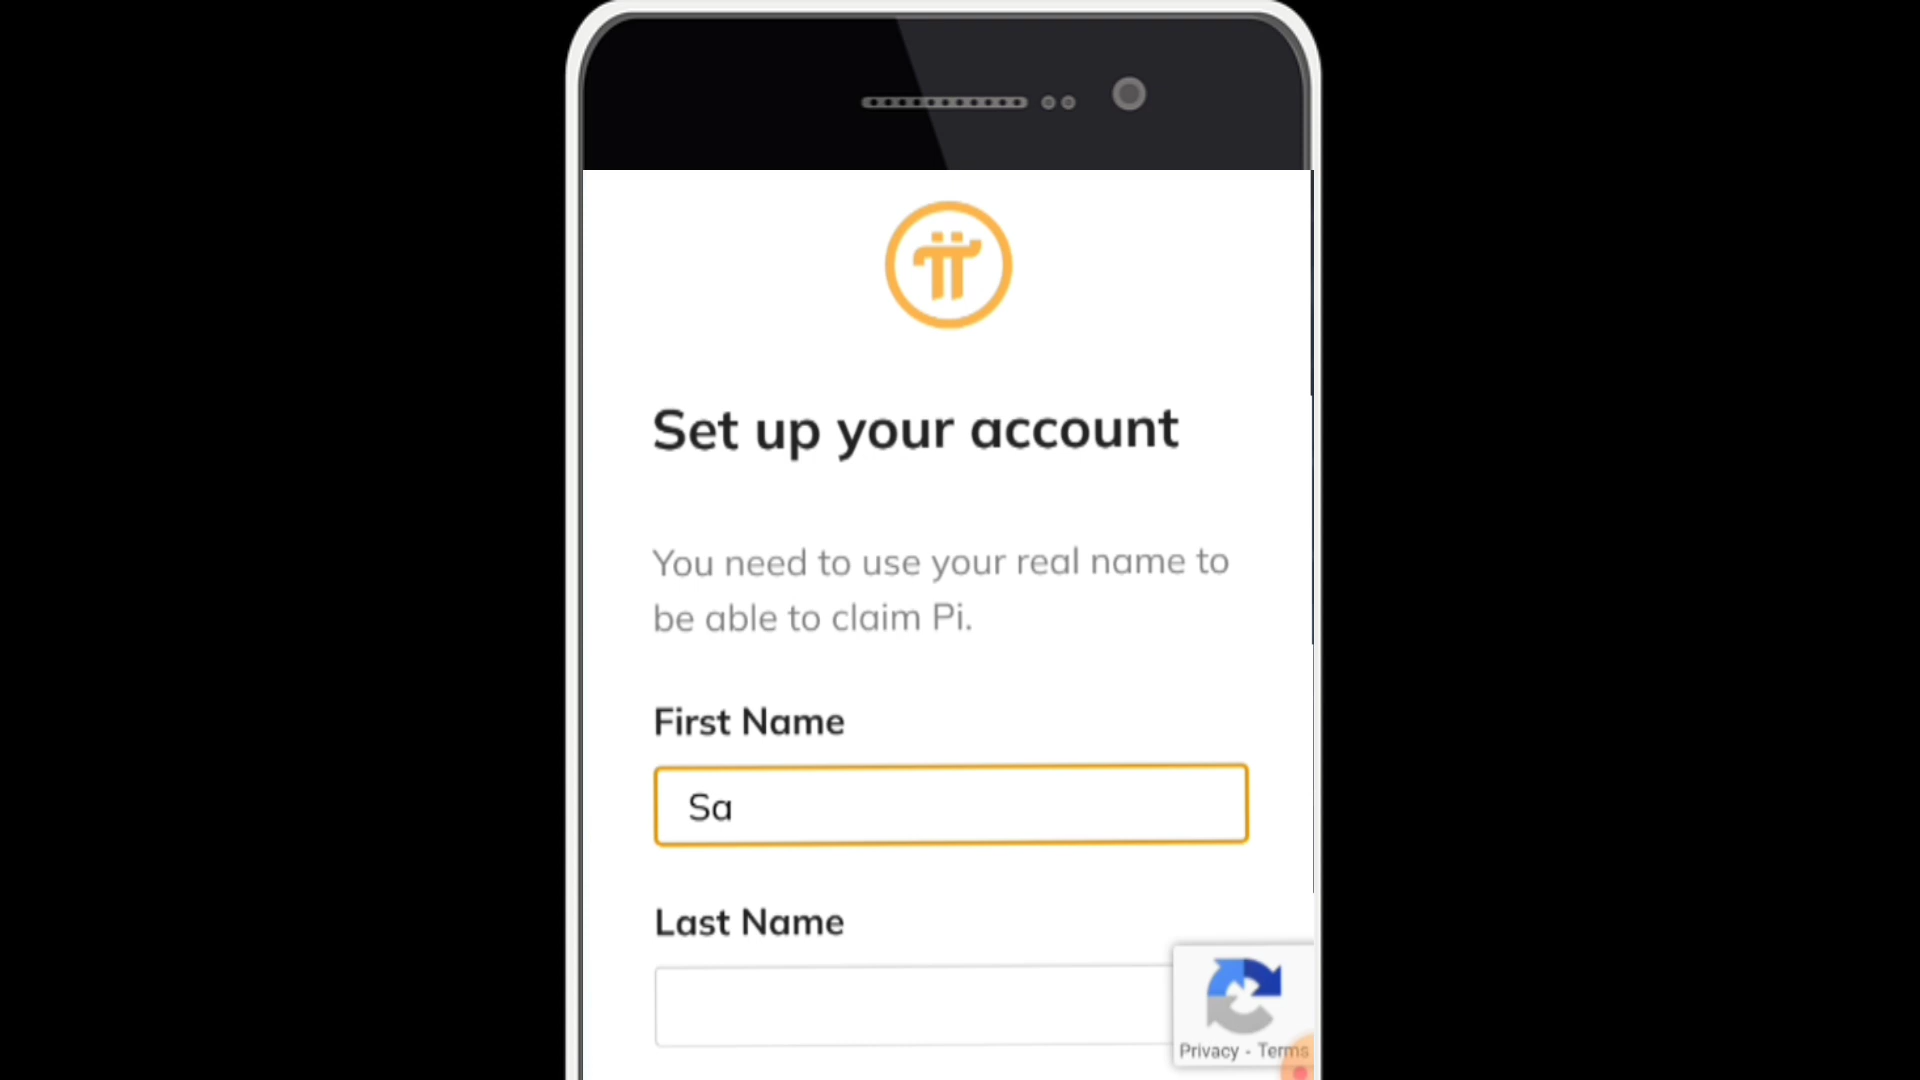 Set up your account
You need to use your real name to
be able to claim Pi.
First Name
Sa
Last Name
Privacy - Terms